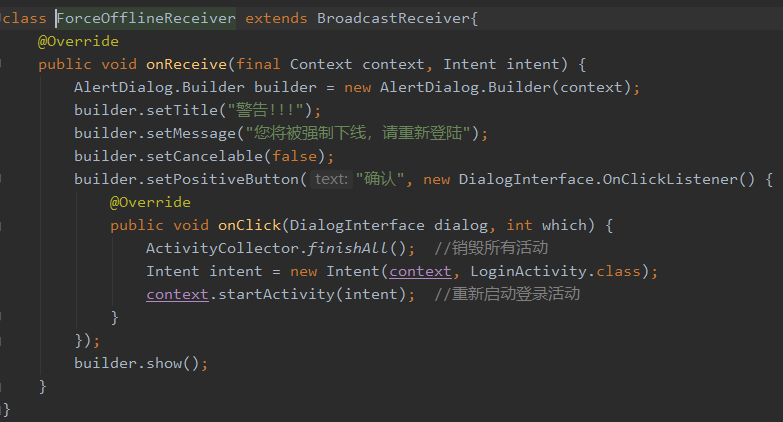 class ForceOfflineReceiver extends BroadcastReceiver{
    @Override
    public void onReceive(final Context context, Intent intent) {
        AlertDialog.Builder builder = new AlertDialog.Builder(context);
        builder.setTitle("警告!!!");
        builder.setMessage("您将被强制下线，请重新登陆");
        builder.setCancelable(false);
        builder.setPositiveButton( text: "确认", new DialogInterface.OnClickListener() {
            @Override
            public void onClick(DialogInterface dialog, int which) {
                ActivityCollector.finishAll();  //销毁所有活动
                Intent intent = new Intent(context, LoginActivity.class);
                context.startActivity(intent);  //重新启动登录活动
            }
        });
        builder.show();
    }
}